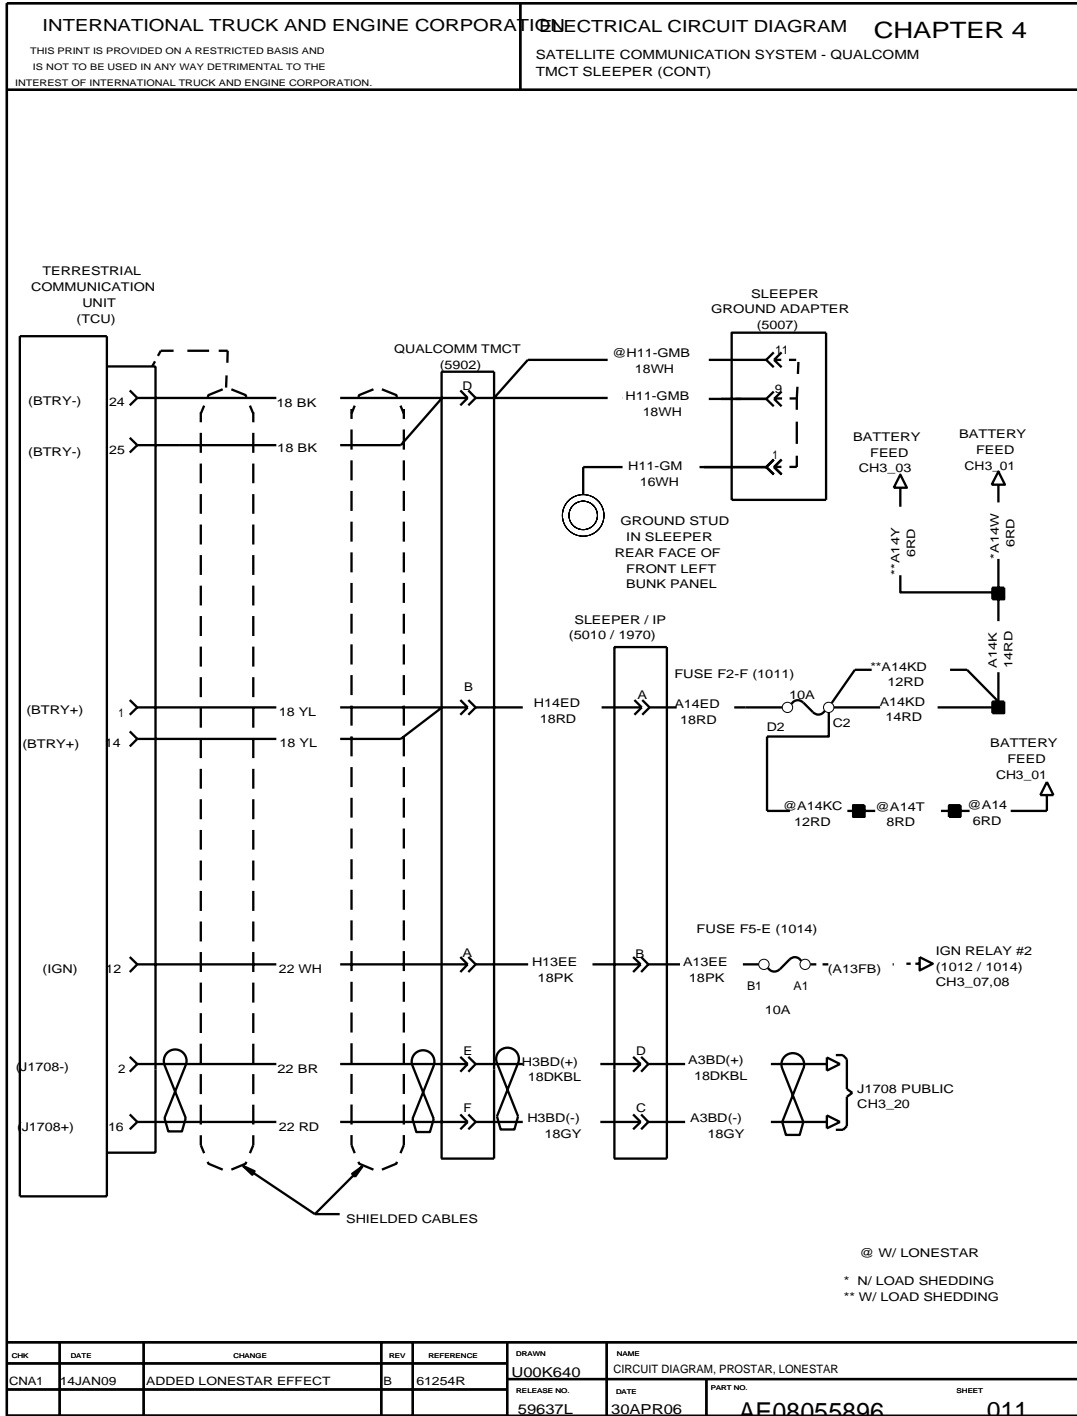 INTERNATIONAL TRUCK AND ENGINE CORPORATION
THIS PRINT IS PROVIDED ON A RESTRICTED BASIS AND
IS NOT TO BE USED IN ANY WAY DETRIMENTAL TO THE
INTEREST OF INTERNATIONAL TRUCK AND ENGINE CORPORATION.
ELECTRICAL CIRCUIT DIAGRAM
CHAPTER 4
SATELLITE COMMUNICATION SYSTEM - QUALCOMM
TMCT SLEEPER (CONT)
TERRESTRIAL
COMMUNICATION
UNIT
(TCU)
QUALCOMM TMCT
(5902)
SLEEPER
GROUND ADAPTER
(5007)
(BTRY-)
24
18 BK
D
@H11-GMB
18WH
11
H11-GMB
18WH
9
(BTRY-)
25
18 BK
H11-GM
16WH
1
GROUND STUD
IN SLEEPER
REAR FACE OF
FRONT LEFT
BUNK PANEL
BATTERY
FEED
CH3_03
BATTERY
FEED
CH3_01
**A14Y
6RD
*A14W
6RD
A14K
14RD
SLEEPER / IP
(5010 / 1970)
FUSE F2-F (1011)
**A14KD
12RD
(BTRY+)
1
18 YL
B
H14ED
18RD
A
A14ED
18RD
10A
D2
C2
A14KD
14RD
(BTRY+)
14
18 YL
BATTERY
FEED
CH3_01
@A14KC
12RD
@A14T
8RD
@A14
6RD
FUSE F5-E (1014)
(IGN)
12
22 WH
A
H13EE
18PK
B
A13EE
18PK
B1
A1
10A
(A13FB)
IGN RELAY #2
(1012 / 1014)
CH3_07,08
(J1708-)
2
22 BR
E
H3BD(+)
18DKBL
D
A3BD(+)
18DKBL
J1708 PUBLIC
CH3_20
(J1708+)
16
22 RD
F
H3BD(-)
18GY
C
A3BD(-)
18GY
SHIELDED CABLES
@ W/ LONESTAR
* N/ LOAD SHEDDING
** W/ LOAD SHEDDING
CHK DATE CHANGE REV REFERENCE
CNA1 14JAN09 ADDED LONESTAR EFFECT B 61254R
DRAWN
U00K640
NAME
CIRCUIT DIAGRAM, PROSTAR, LONESTAR
RELEASE NO.
59637L
DATE
30APR06
PART NO.
AE08055896
SHEET
011